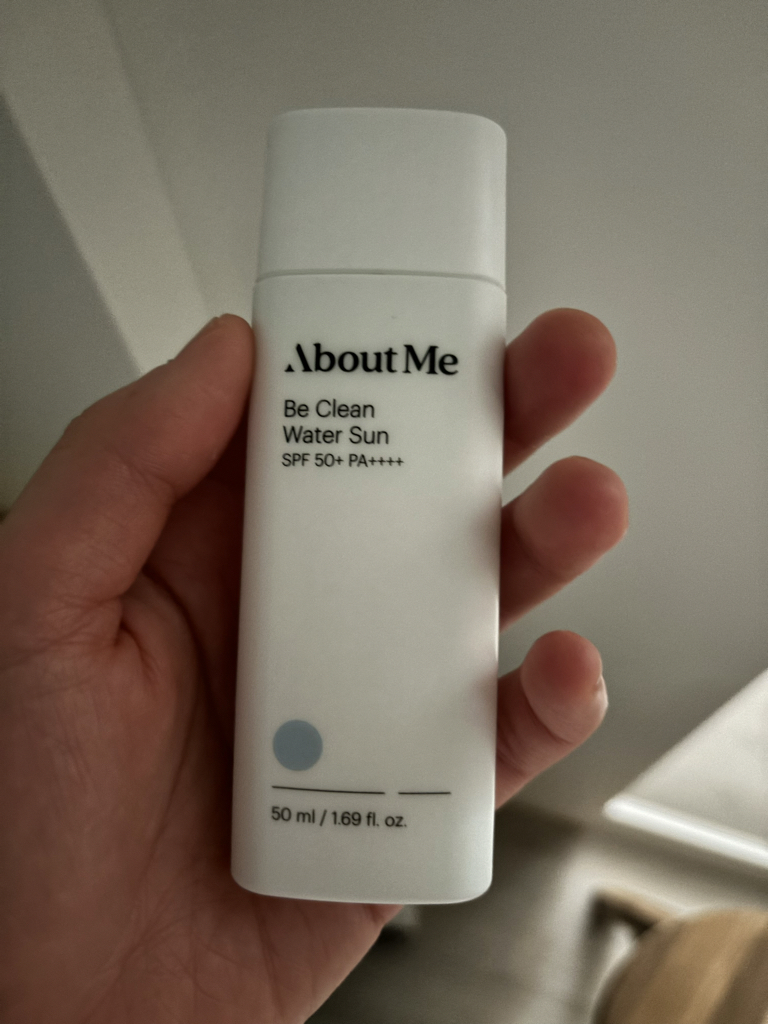 About Me
Be Clean
Water Sun
SPF 50+ PA++++
50 ml / 1.69 fl. oz.